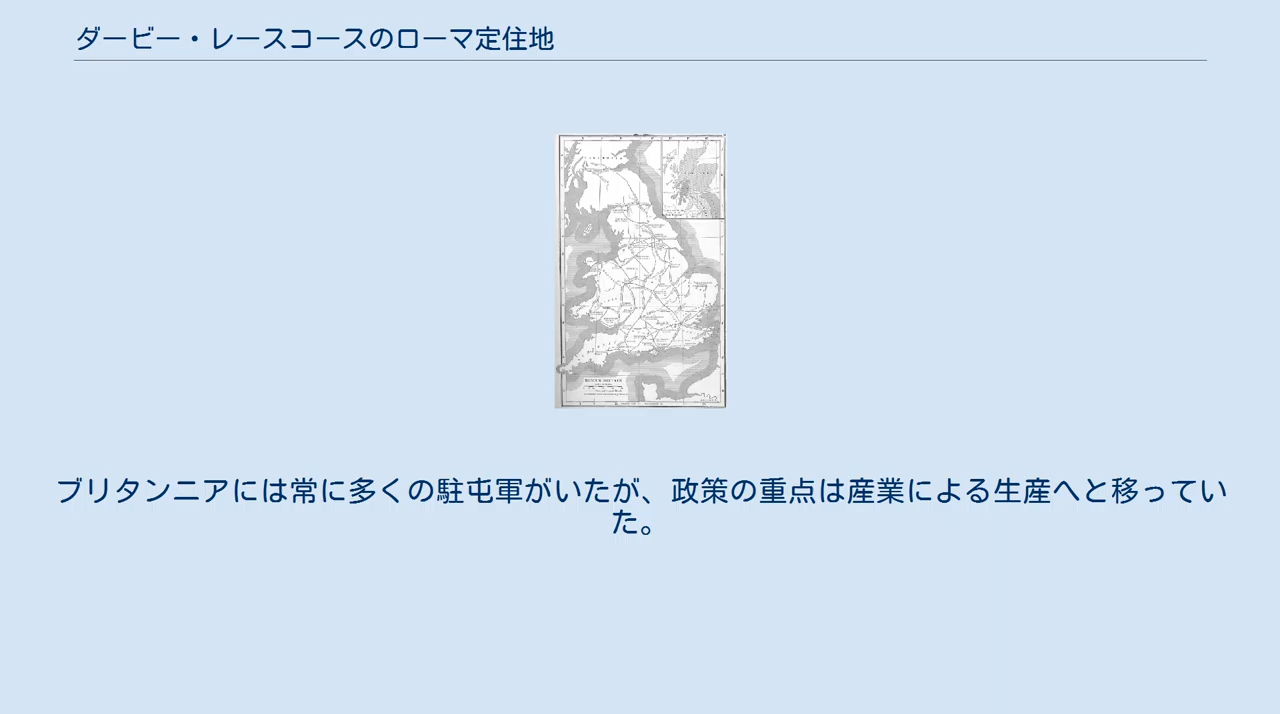 ダービー・レースコースのローマ定住地
ROMAN BRITAIN
ブリタンニアには常に多くの駐屯軍がいたが、政策の重点は産業による生産へと移ってい
た。